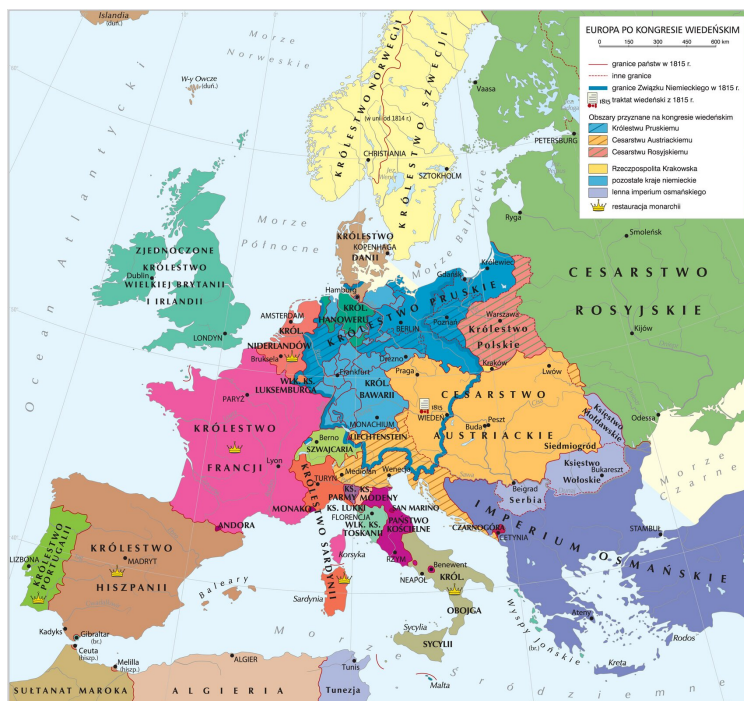 EUROPA PO KONGRESIE WIEDEŃSKIM
0 150 300 450 600 km
granice państw w 1815 r.
inne granice
granice Związku Niemieckiego w 1815 r.
1815 traktat wiedeński z 1815 r.
Obszary przyznane na kongresie wiedeńskim
Królestwu Pruskiemu
Cesarstwu Austriackiemu
Cesarstwu Rosyjskiemu
Rzeczpospolita Krakowska
pozostałe kraje niemieckie
lenna imperium osmańskiego
restauracja monarchii
Islandia
(duń.)
Morze
Norweskie
W-y Owcze
(duń.)
Ocean Atlantycki
KRÓLESTWO NORWEGII
(w unii od 1814 r.)
KRÓLESTWO SZWECJI
CHRISTIANIA
SZTOKHOLM
Vaasa
PETERSBURG
Ryga
Smoleńsk
CESARSTWO
ROSYJSKIE
Kijów
Odessa
Morze
Północne
Morze Bałtyckie
KRÓLESTWO
DANII
KOPENHAGA
ZJEDNOCZONE
KRÓLESTWO
WIELKIEJ BRYTANII
I IRLANDII
Dublin
LONDYN
Hamburg
KRÓL.
HANOWERU
KRÓLESTWO PRUSKIE
Gdańsk
Królewiec
BERLIN
Poznań
Warszawa
Królestwo
Polskie
AMSTERDAM
KRÓL.
NIDERLANDÓW
Bruksela
WLK. KS.
LUKSEMBURGA
Frankfurt
Drezno
Praga
Kraków
Lwów
KRÓL.
BAWARII
MONACHIUM
1815
WIEDEŃ
CESARSTWO
AUSTRIACKIE
Buda
Peszt
Siedmiogród
Księstwo
Mołdawskie
Księstwo
Wołoskie
Bukareszt
Belgrad
Serbia
Sawa
PARYŻ
KRÓLESTWO
FRANCJI
Lyon
Berno
SZWAJCARIA
LIECHTENSTEIN
Mediolan
Wenecja
TURYN
KRÓLESTWO SARDYNII
MONAKO
KS.
PARMY
KS.
MODENY
KS. LUKKI
FLORENCJA
WLK. KS.
TOSKANII
SAN MARINO
PAŃSTWO
KOŚCIELNE
RZYM
Korsyka
Sardynia
Benewent
NEAPOL
KRÓL.
OBOJGA
SYCYLII
Sycylia
CZARNOGÓRA
CETYNIA
IMPERIUM OSMAŃSKIE
STAMBUŁ
Morze
Czarne
Ateny
Wyspy Jońskie
(br.)
Kreta
Rodos
ANDORA
KRÓLESTWO
HISZPANII
MADRYT
KRÓLESTWO
PORTUGALII
LIZBONA
Baleary
Kadyks
Gibraltar
(br.)
Ceuta
(hiszp.)
Melilla
(hiszp.)
SUŁTANAT MAROKA
ALGIER
ALGIERIA
Tunis
Tunezja
Malta
(br.)
Morze Śródziemne